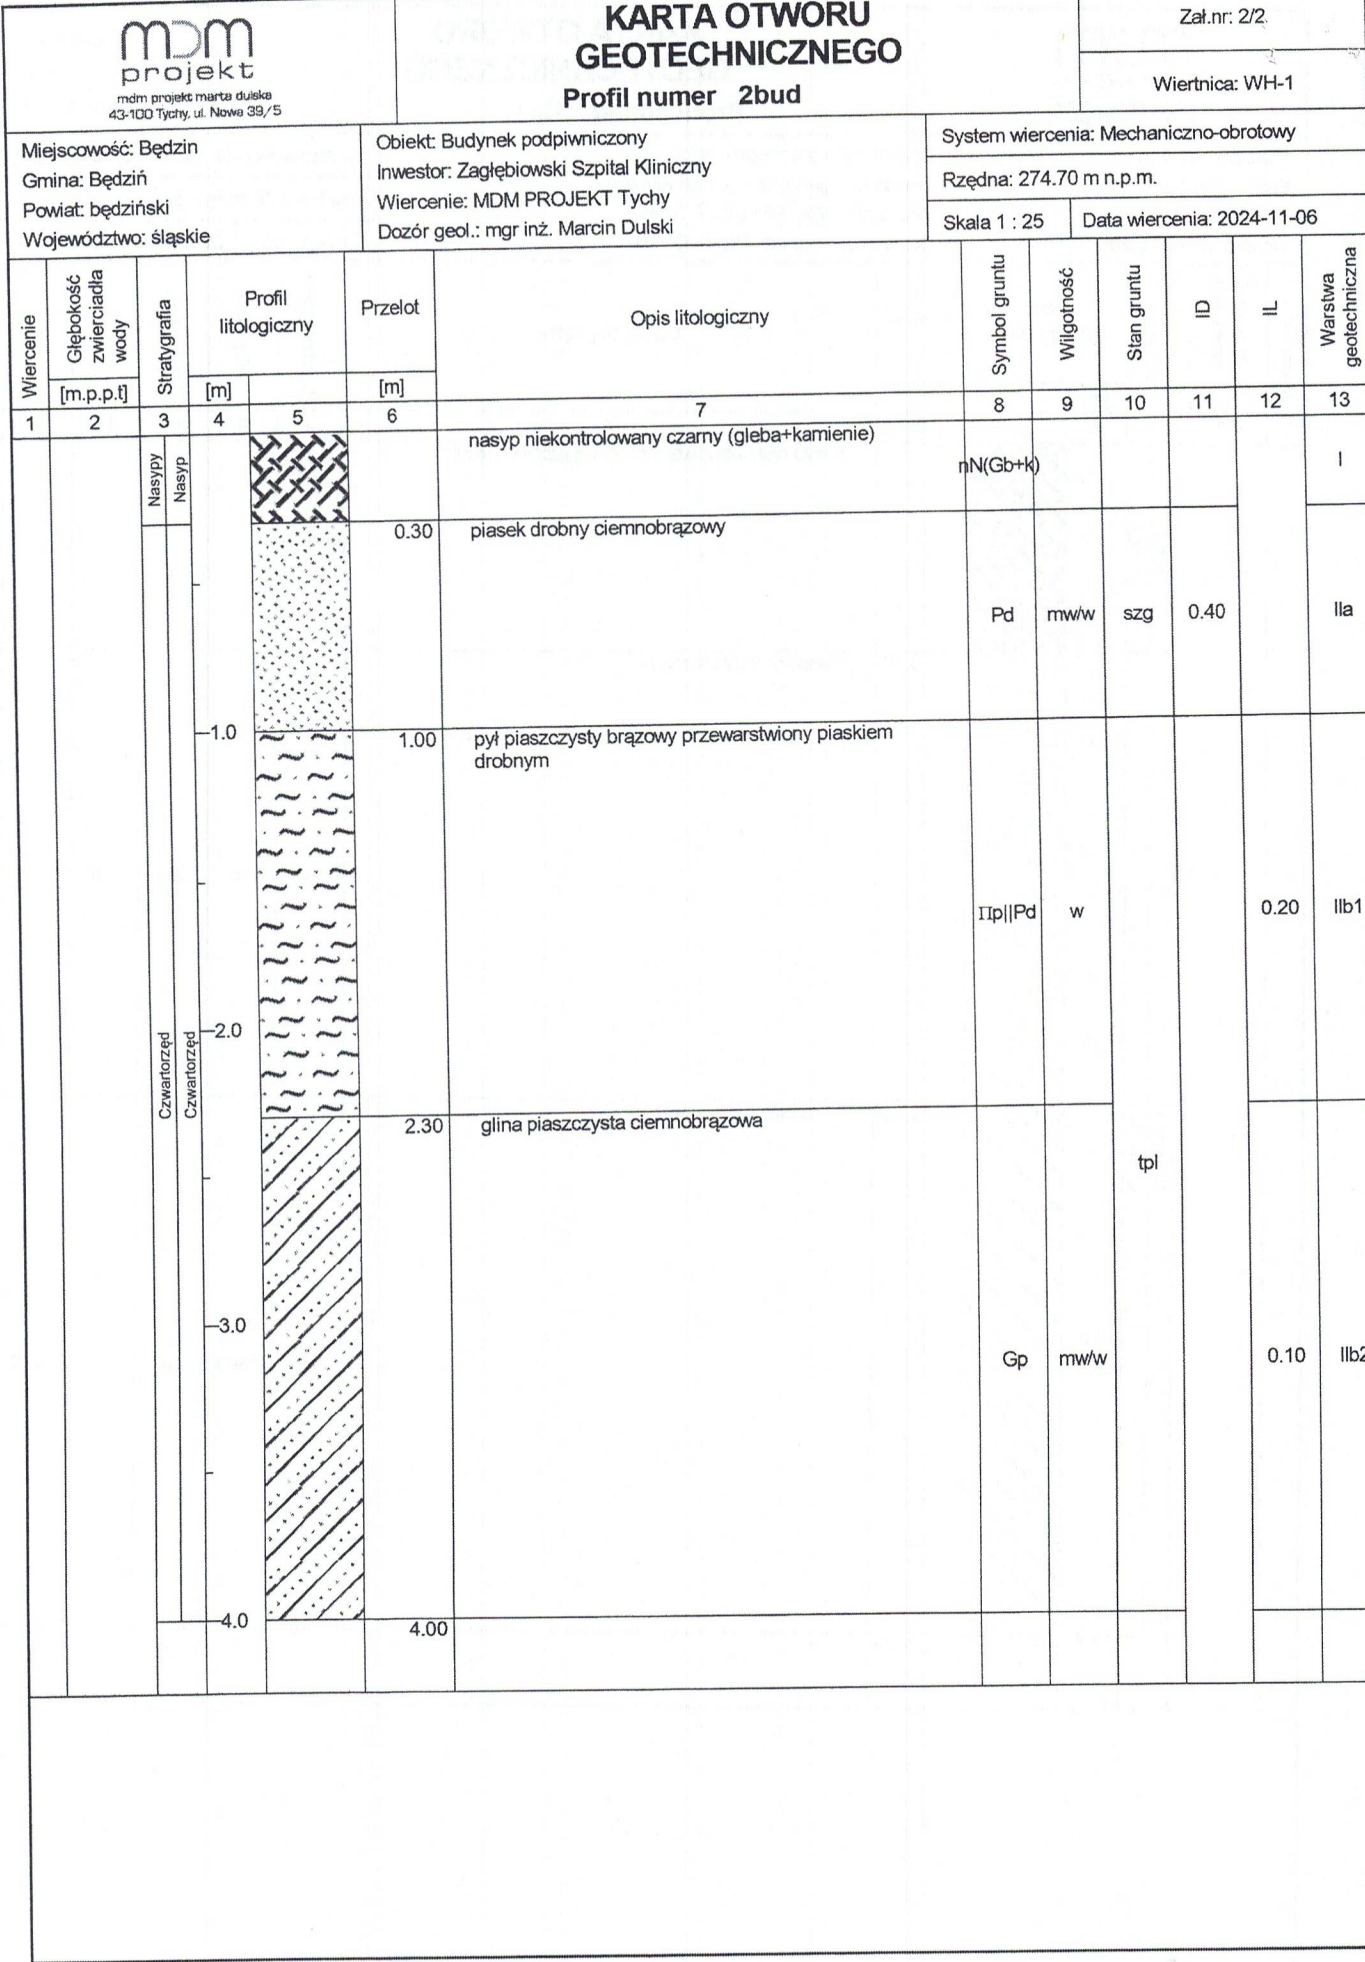 mdm
projekt
mdm projekt marta dulska
43-100 Tychy, ul. Nowa 39/5
KARTA OTWORU
GEOTECHNICZNEGO
Profil numer 2bud
Zał.nr: 2/2
Wiertnica: WH-1
Miejscowość: Będzin
Gmina: Będziń
Powiat: będziński
Województwo: śląskie
Obiekt: Budynek podpiwniczony
Inwestor: Zagłębiowski Szpital Kliniczny
Wiercenie: MDM PROJEKT Tychy
Dozór geol.: mgr inż. Marcin Dulski
System wiercenia: Mechaniczno-obrotowy
Rzędna: 274.70 m n.p.m.
Skala 1 : 25
Data wiercenia: 2024-11-06
Wiercenie
Głębokość
zwierciadła
wody
[m.p.p.t]
Stratygrafia
Profil
litologiczny
[m]
Przelot
[m]
Opis litologiczny
Symbol gruntu
Wilgotność
Stan gruntu
ID
IL
Warstwa
geotechniczna
1 2 3 4 5 6 7 8 9 10 11 12 13
Nasypy
Nasyp
nasyp niekontrolowany czarny (gleba+kamienie)
nN(Gb+k)
I
0.30
piasek drobny ciemnobrązowy
Pd
mw/w
szg
0.40
IIa
1.0
1.00
pył piaszczysty brązowy przewarstwiony piaskiem
drobnym
Πp||Pd
w
0.20
IIb1
2.0
Czwartorzęd
Czwartorzęd
2.30
glina piaszczysta ciemnobrązowa
tpl
3.0
Gp
mw/w
0.10
IIb2
4.0
4.00